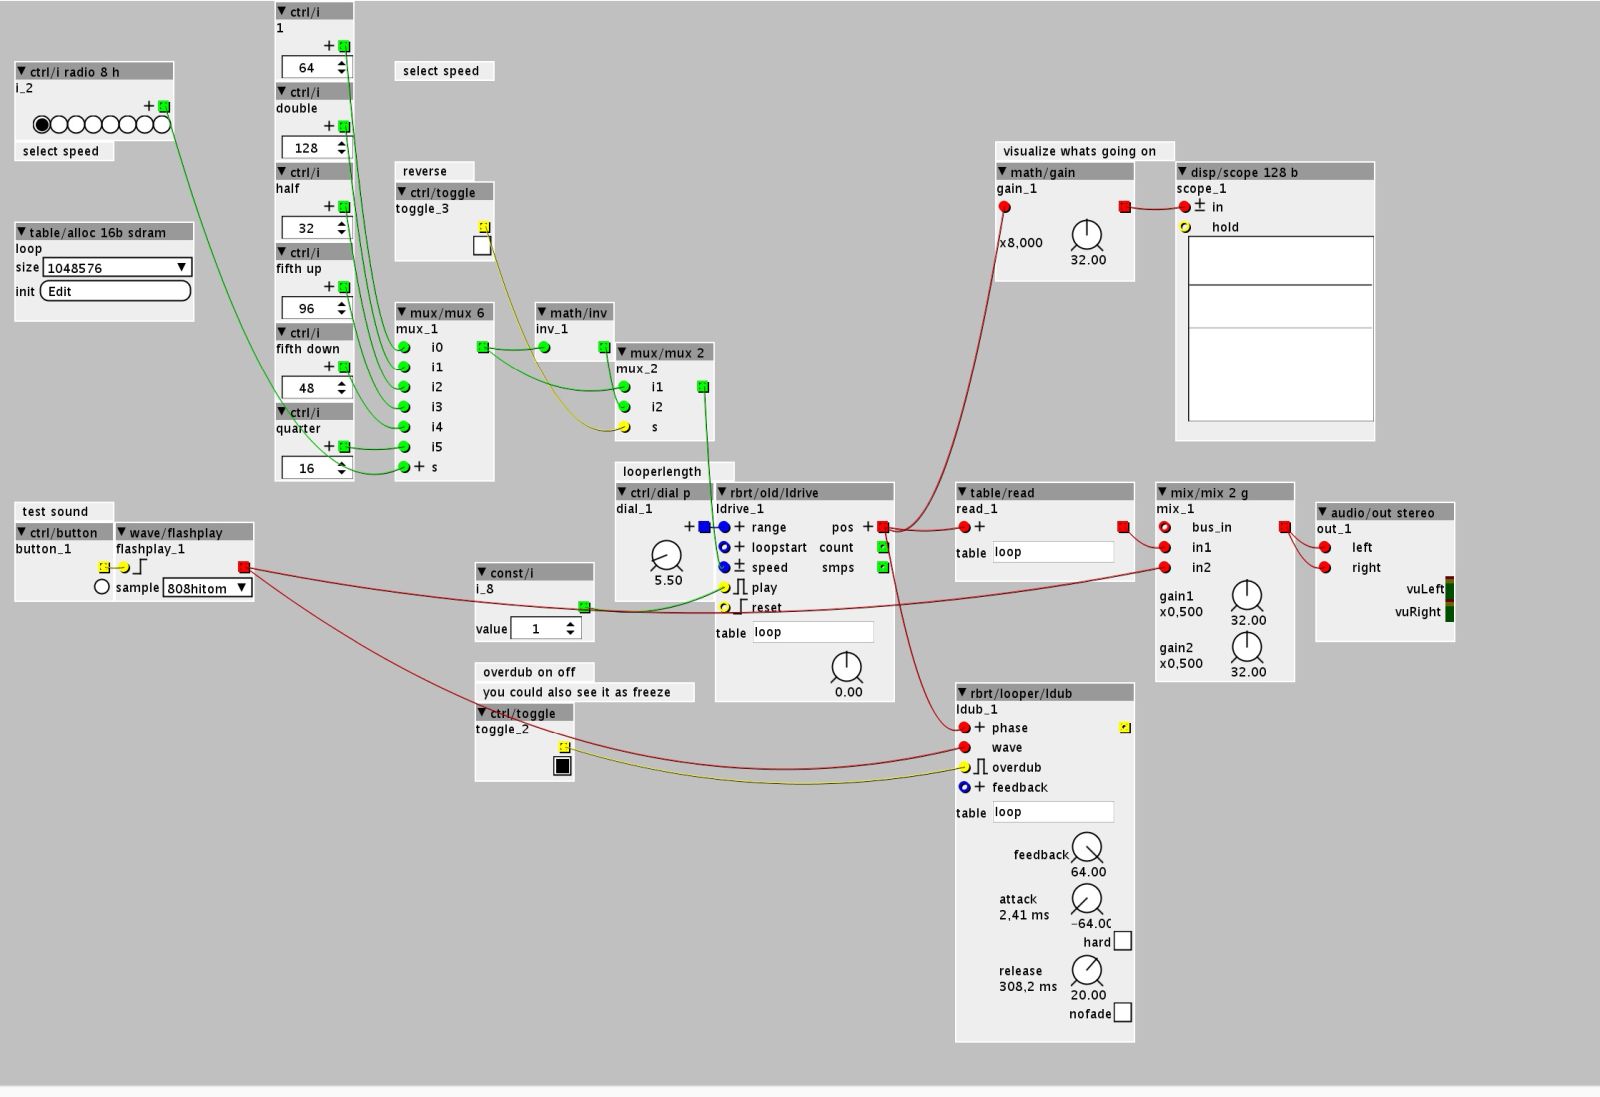 ctrl/i radio 8 h
i_2
+
select speed
table/alloc 16b sdram
loop
size 1048576
init Edit
ctrl/i
1
+
64
ctrl/i
double
+
128
ctrl/i
half
+
32
ctrl/i
fifth up
+
96
ctrl/i
fifth down
+
48
ctrl/i
quarter
+
16
select speed
reverse
ctrl/toggle
toggle_3
mux/mux 6
mux_1
i0
i1
i2
i3
i4
i5
+ s
math/inv
inv_1
mux/mux 2
mux_2
i1
i2
s
looperlength
ctrl/dial p
dial_1
+
5.50
rbrt/old/ldrive
ldrive_1
+ range pos +
+ loopstart count
± speed smps
play
reset
table loop
0.00
test sound
ctrl/button
button_1
wave/flashplay
flashplay_1
sample 808hitom
const/i
i_8
value 1
overdub on off
you could also see it as freeze
ctrl/toggle
toggle_2
visualize whats going on
math/gain
gain_1
x8,000
32.00
disp/scope 128 b
scope_1
± in
hold
table/read
read_1
+
table loop
mix/mix 2 g
mix_1
bus_in
in1
in2
gain1
x0,500
32.00
gain2
x0,500
32.00
audio/out stereo
out_1
left
right
vuLeft
vuRight
rbrt/looper/ldub
ldub_1
+ phase
wave
overdub
+ feedback
table loop
feedback
64.00
attack
2,41 ms
-64.00
hard
release
308,2 ms
20.00
nofade